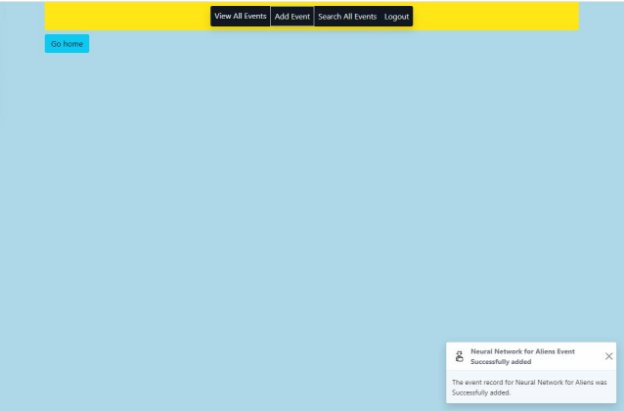 View All Events Add Event Search All Events Logout
Go home
Neural Network for Aliens Event
Successfully added
The event record for Neural Network for Aliens was
Successfully added.